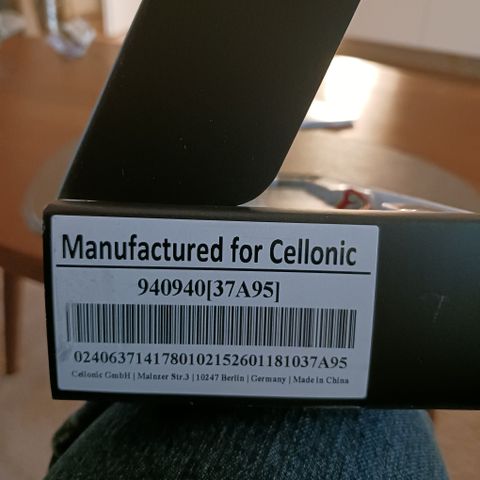 Manufactured for Cellonic
940940[37A95]
0240637141780102152601181037A95
Cellonic GmbH | Mainzer Str.3 | 10247 Berlin | Germany | Made in China